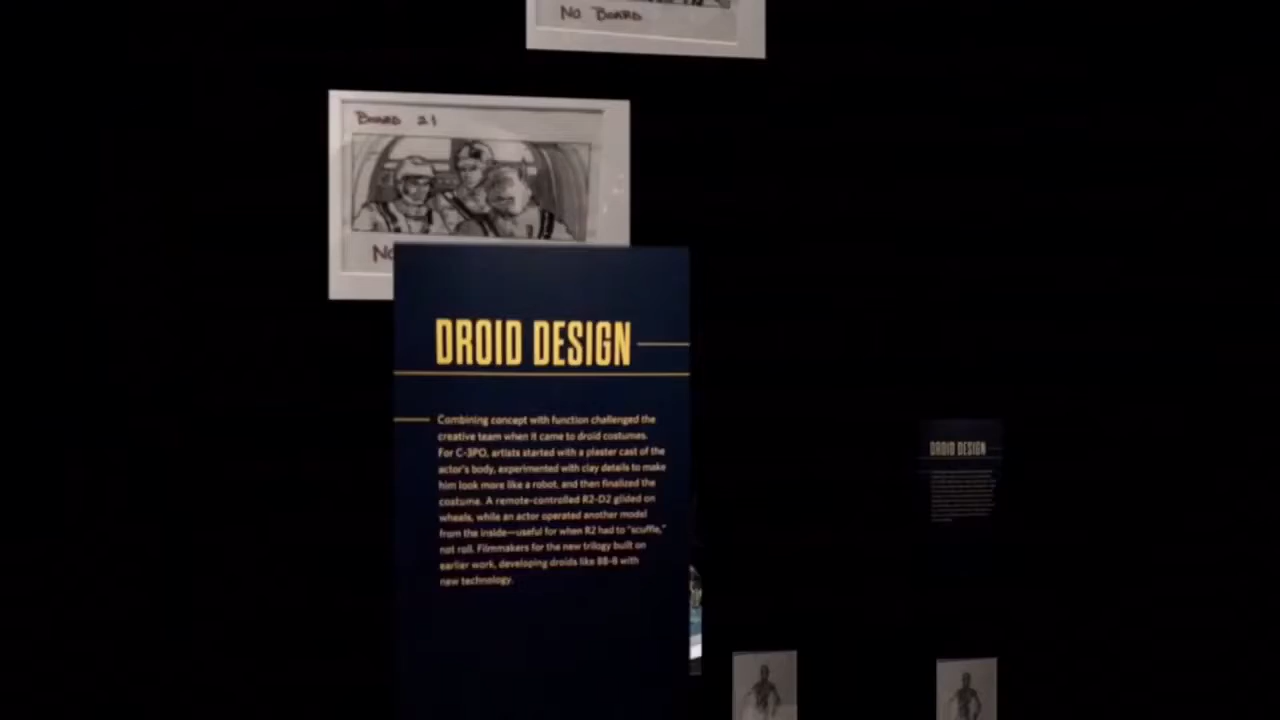 No Board
Board 21
No
DROID DESIGN
Combining concept with function challenged the
creative team when it came to droid costumes.
For C-3PO, artists started with a plaster cast of the
actor's body, experimented with clay details to make
him look more like a robot, and then finalized the
costume. A remote-controlled R2-D2 glided on
wheels, while an actor operated another model
from the inside—useful for when R2 had to "scuffle,"
not roll. Filmmakers for the new trilogy built on
earlier work, developing droids like BB-8 with
new technology.
DROID DESIGN